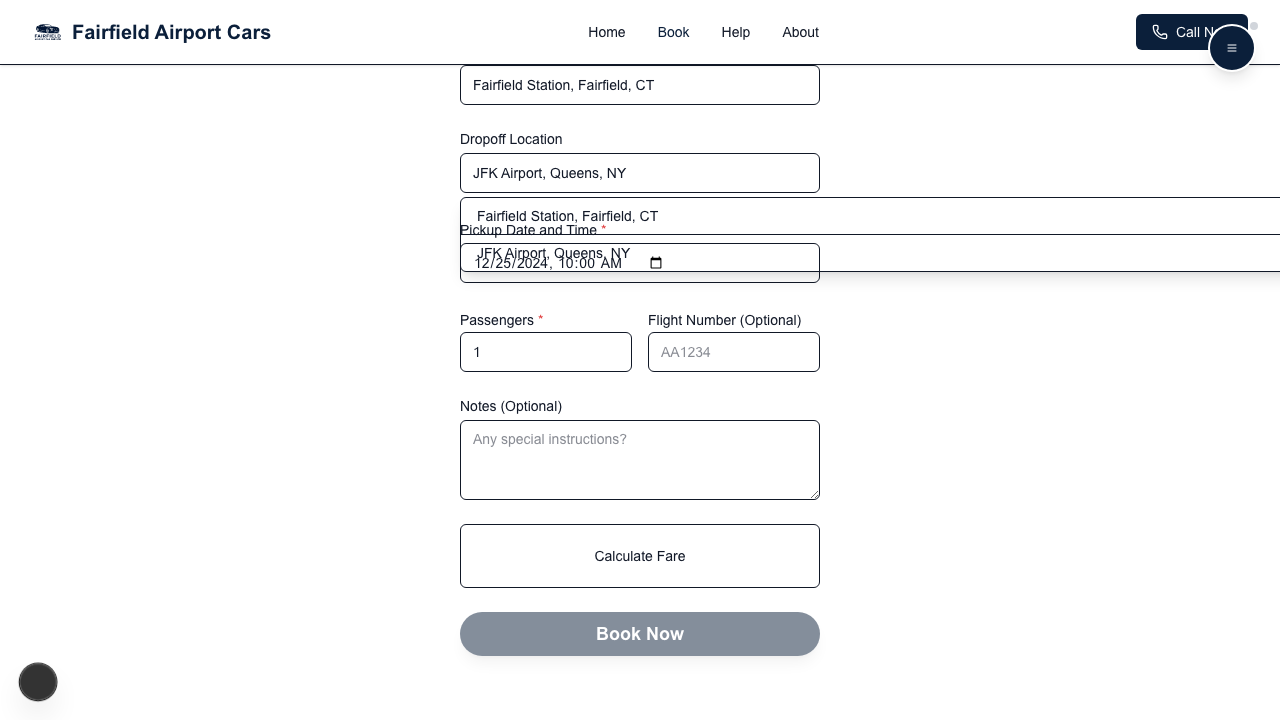 Fairfield Airport Cars
Home Book Help About
Call N
Fairfield Station, Fairfield, CT
Dropoff Location
JFK Airport, Queens, NY
Fairfield Station, Fairfield, CT
Pickup Date and Time *
JFK Airport, Queens, NY
12/25/2024, 10:00 AM
Passengers * Flight Number (Optional)
1 AA1234
Notes (Optional)
Any special instructions?
Calculate Fare
Book Now